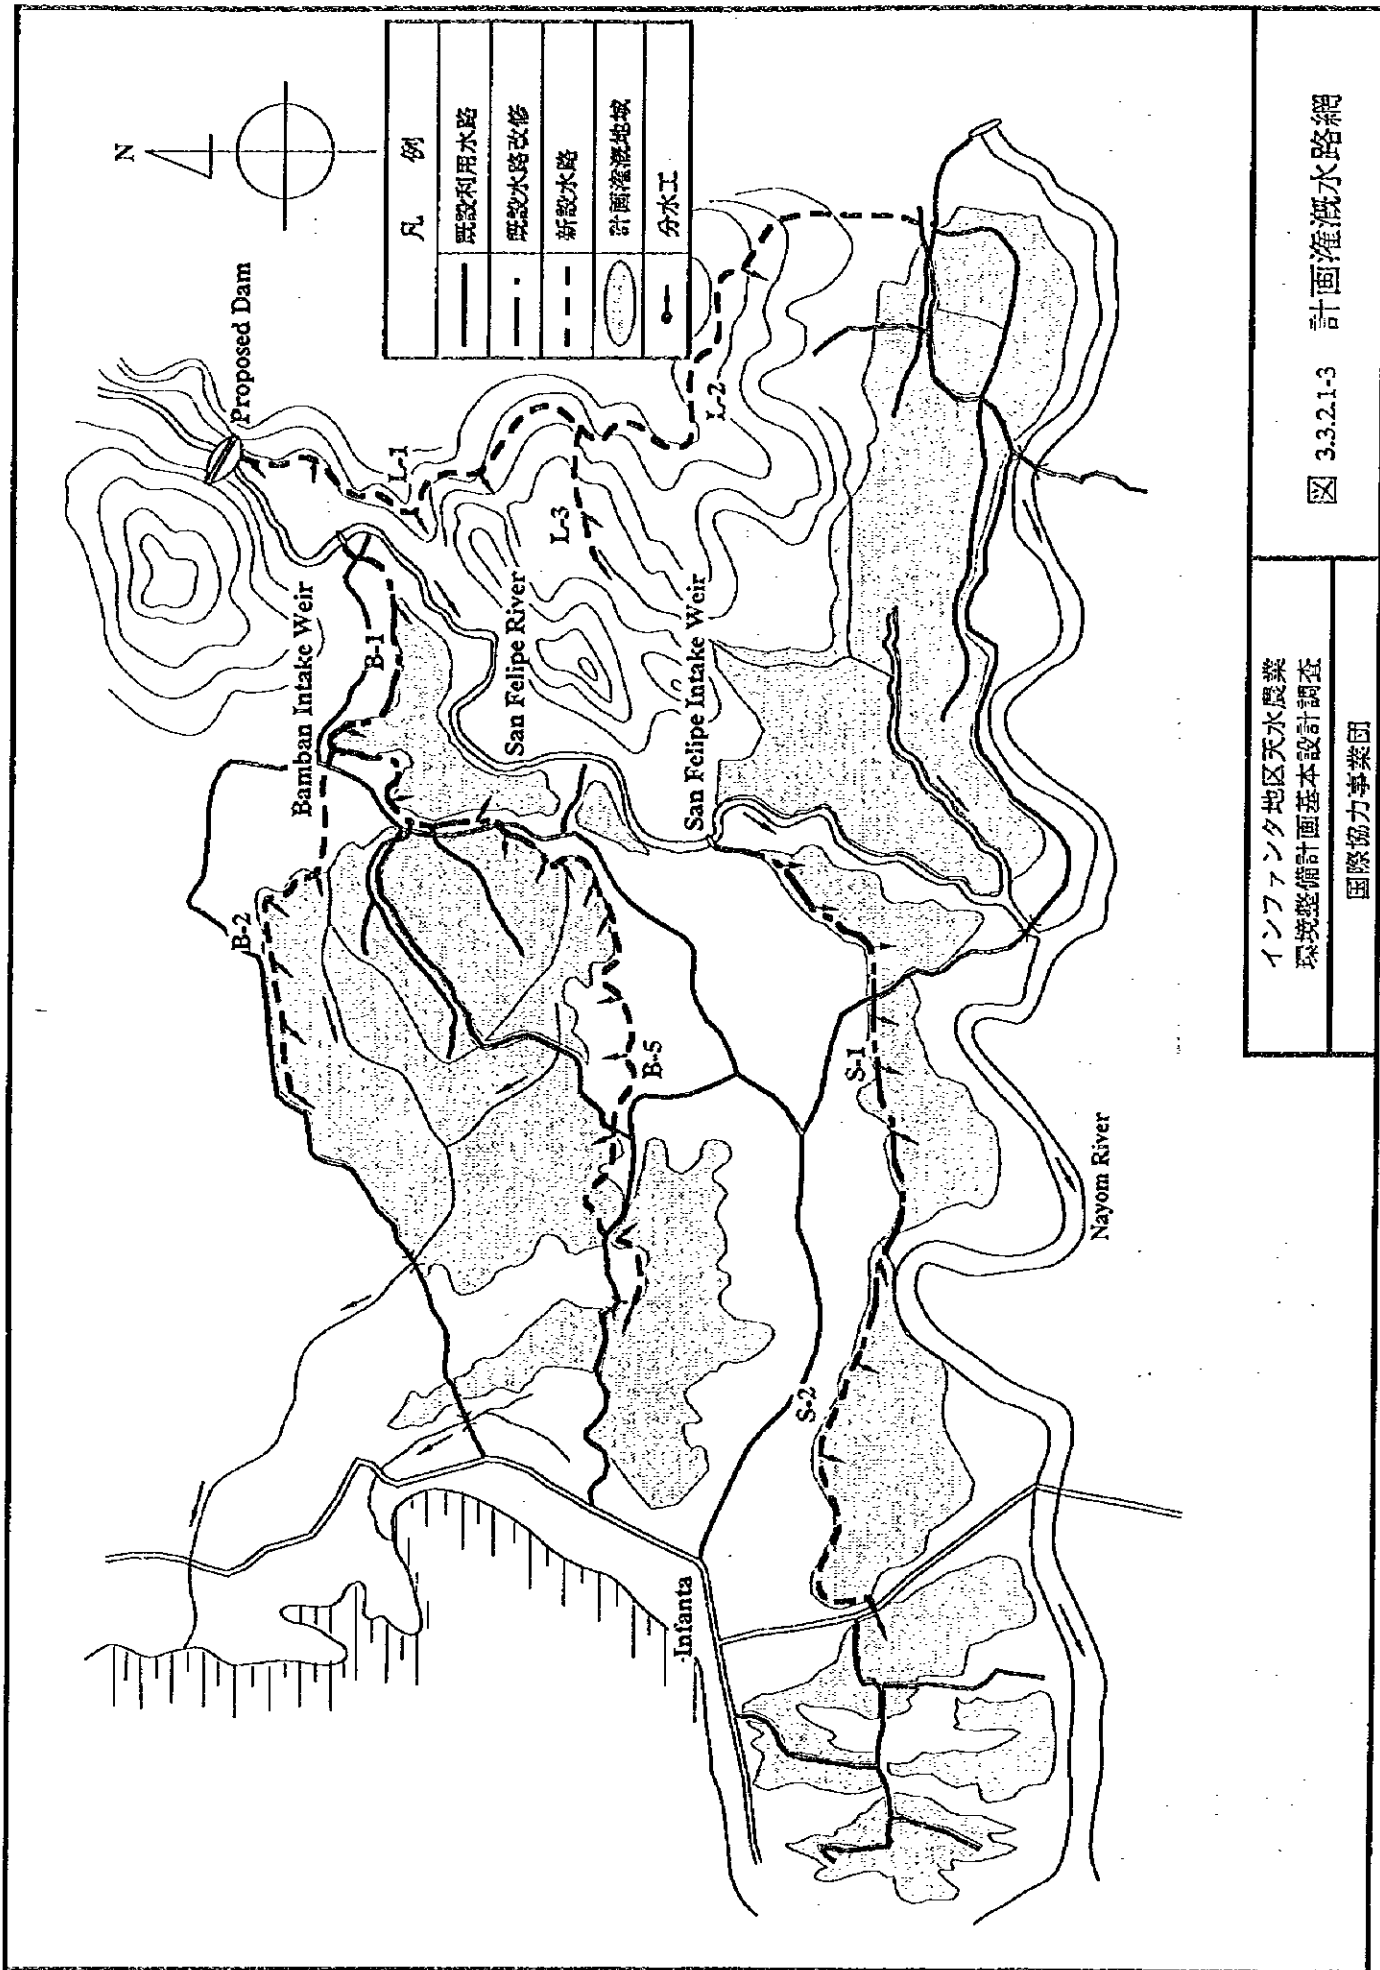 N
凡 例
既設利用水路
既設水路改修
新設水路
計画灌漑地域
分水工
Proposed Dam
L-1
L-2
L-3
Bamban Intake Weir
B-1
B-2
San Felipe River
San Felipe Intake Weir
B-5
S-1
S-2
Nayom River
Infanta
インファンタ地区天水農業
環境整備計画基本設計調査
国際協力事業団
図 3.3.2.1-3 計画灌漑水路網